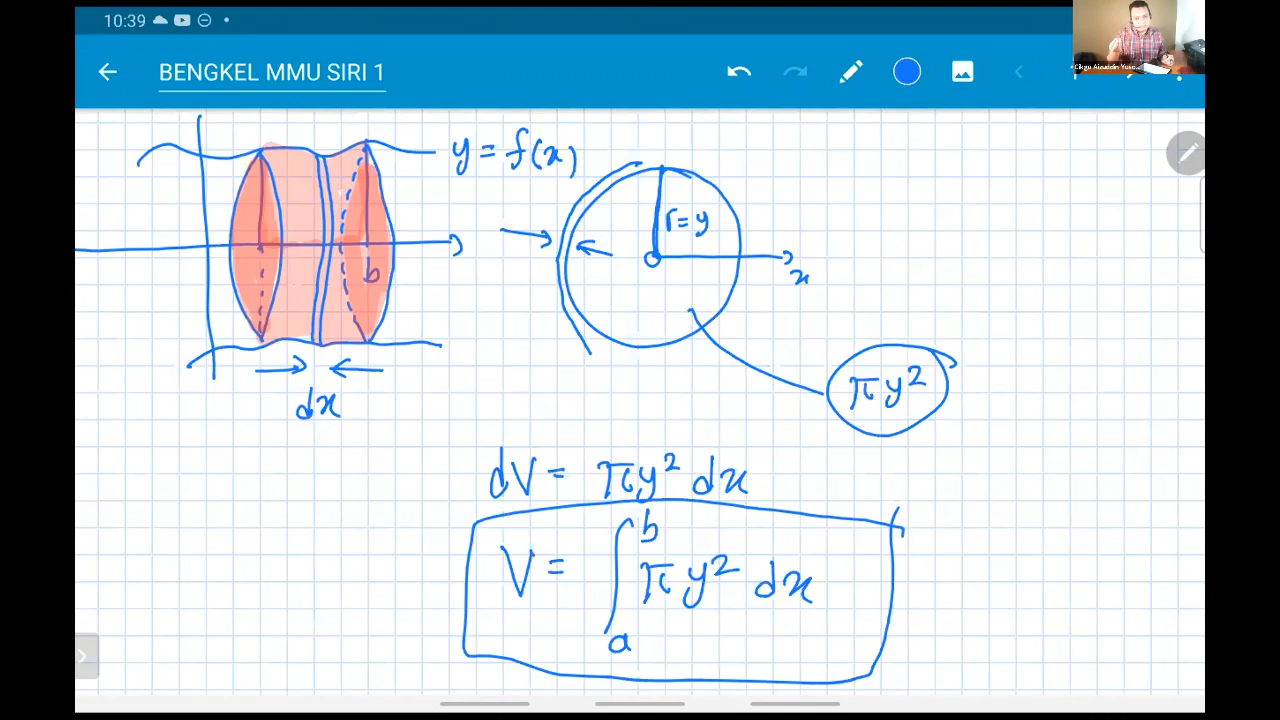 10:39
BENGKEL MMU SIRI 1
y = f(x)
r = y
x
b
dx
πy²
dV = πy² dx
V = ∫ₐᵇ πy² dx